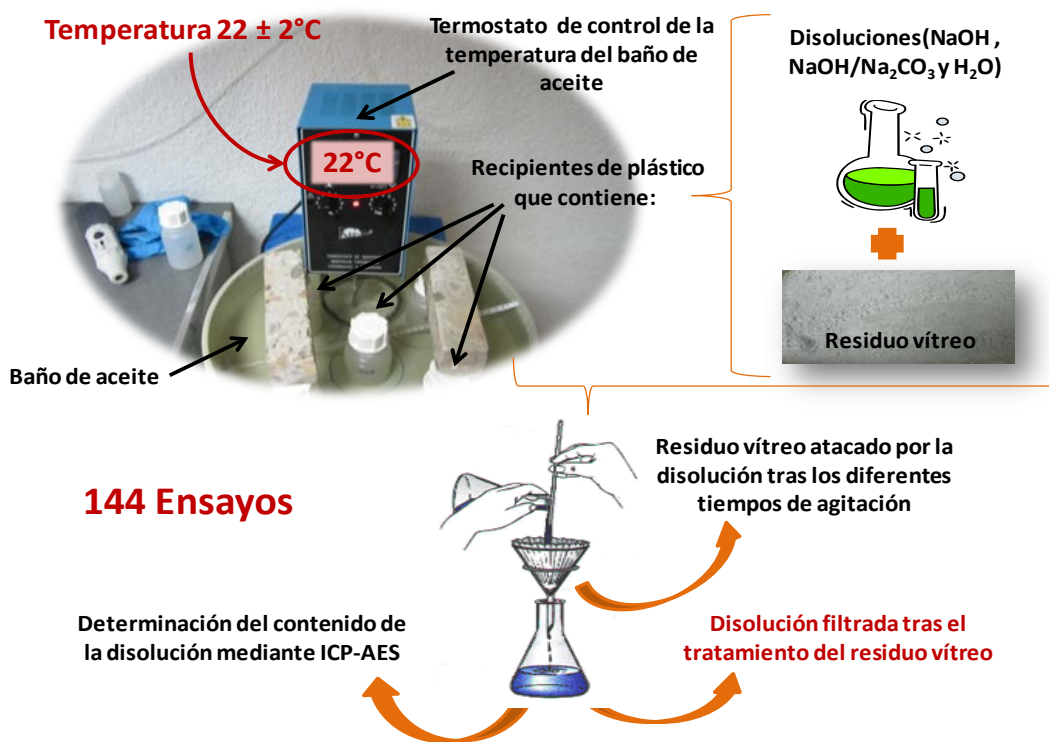 Temperatura 22 ± 2°C
Termostato de control de la
temperatura del baño de
aceite
22°C
Recipientes de plástico
que contiene:
Baño de aceite
Disoluciones(NaOH ,
NaOH/Na₂CO₃ y H₂O)
Residuo vítreo
144 Ensayos
Residuo vítreo atacado por la
disolución tras los diferentes
tiempos de agitación
Determinación del contenido de
la disolución mediante ICP-AES
Disolución filtrada tras el
tratamiento del residuo vítreo